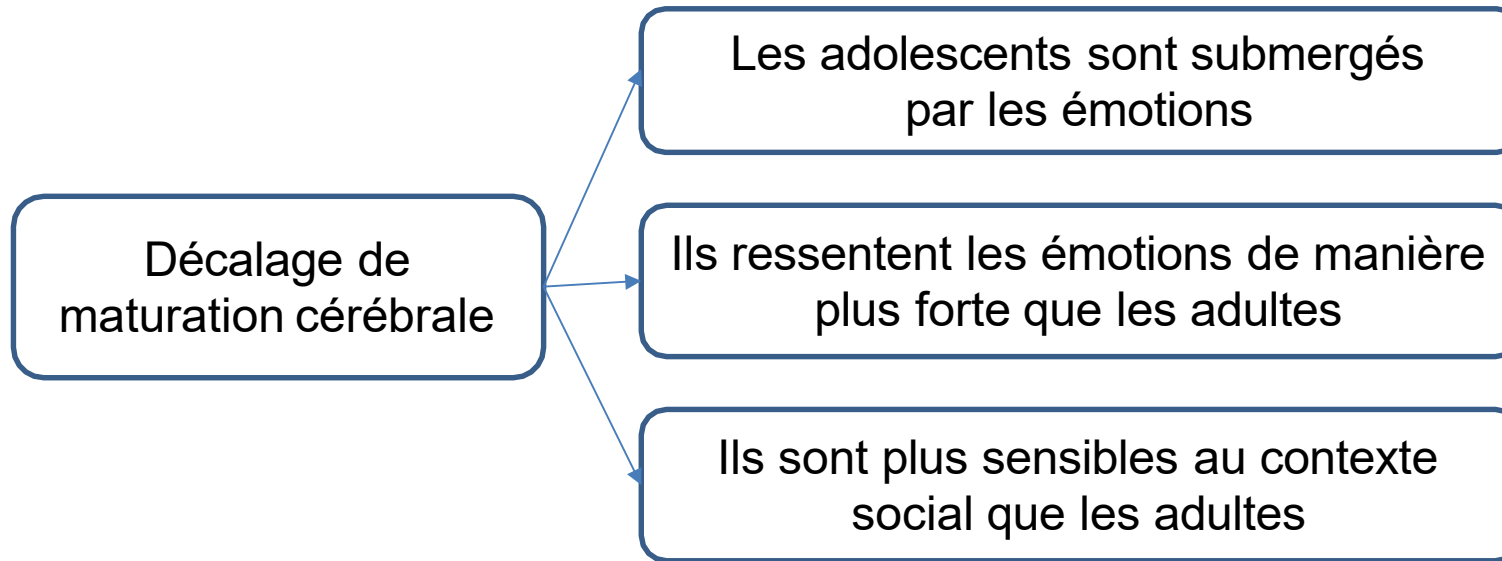 Les adolescents sont submergés
par les émotions
Décalage de
maturation cérébrale
Ils ressentent les émotions de manière
plus forte que les adultes
Ils sont plus sensibles au contexte
social que les adultes